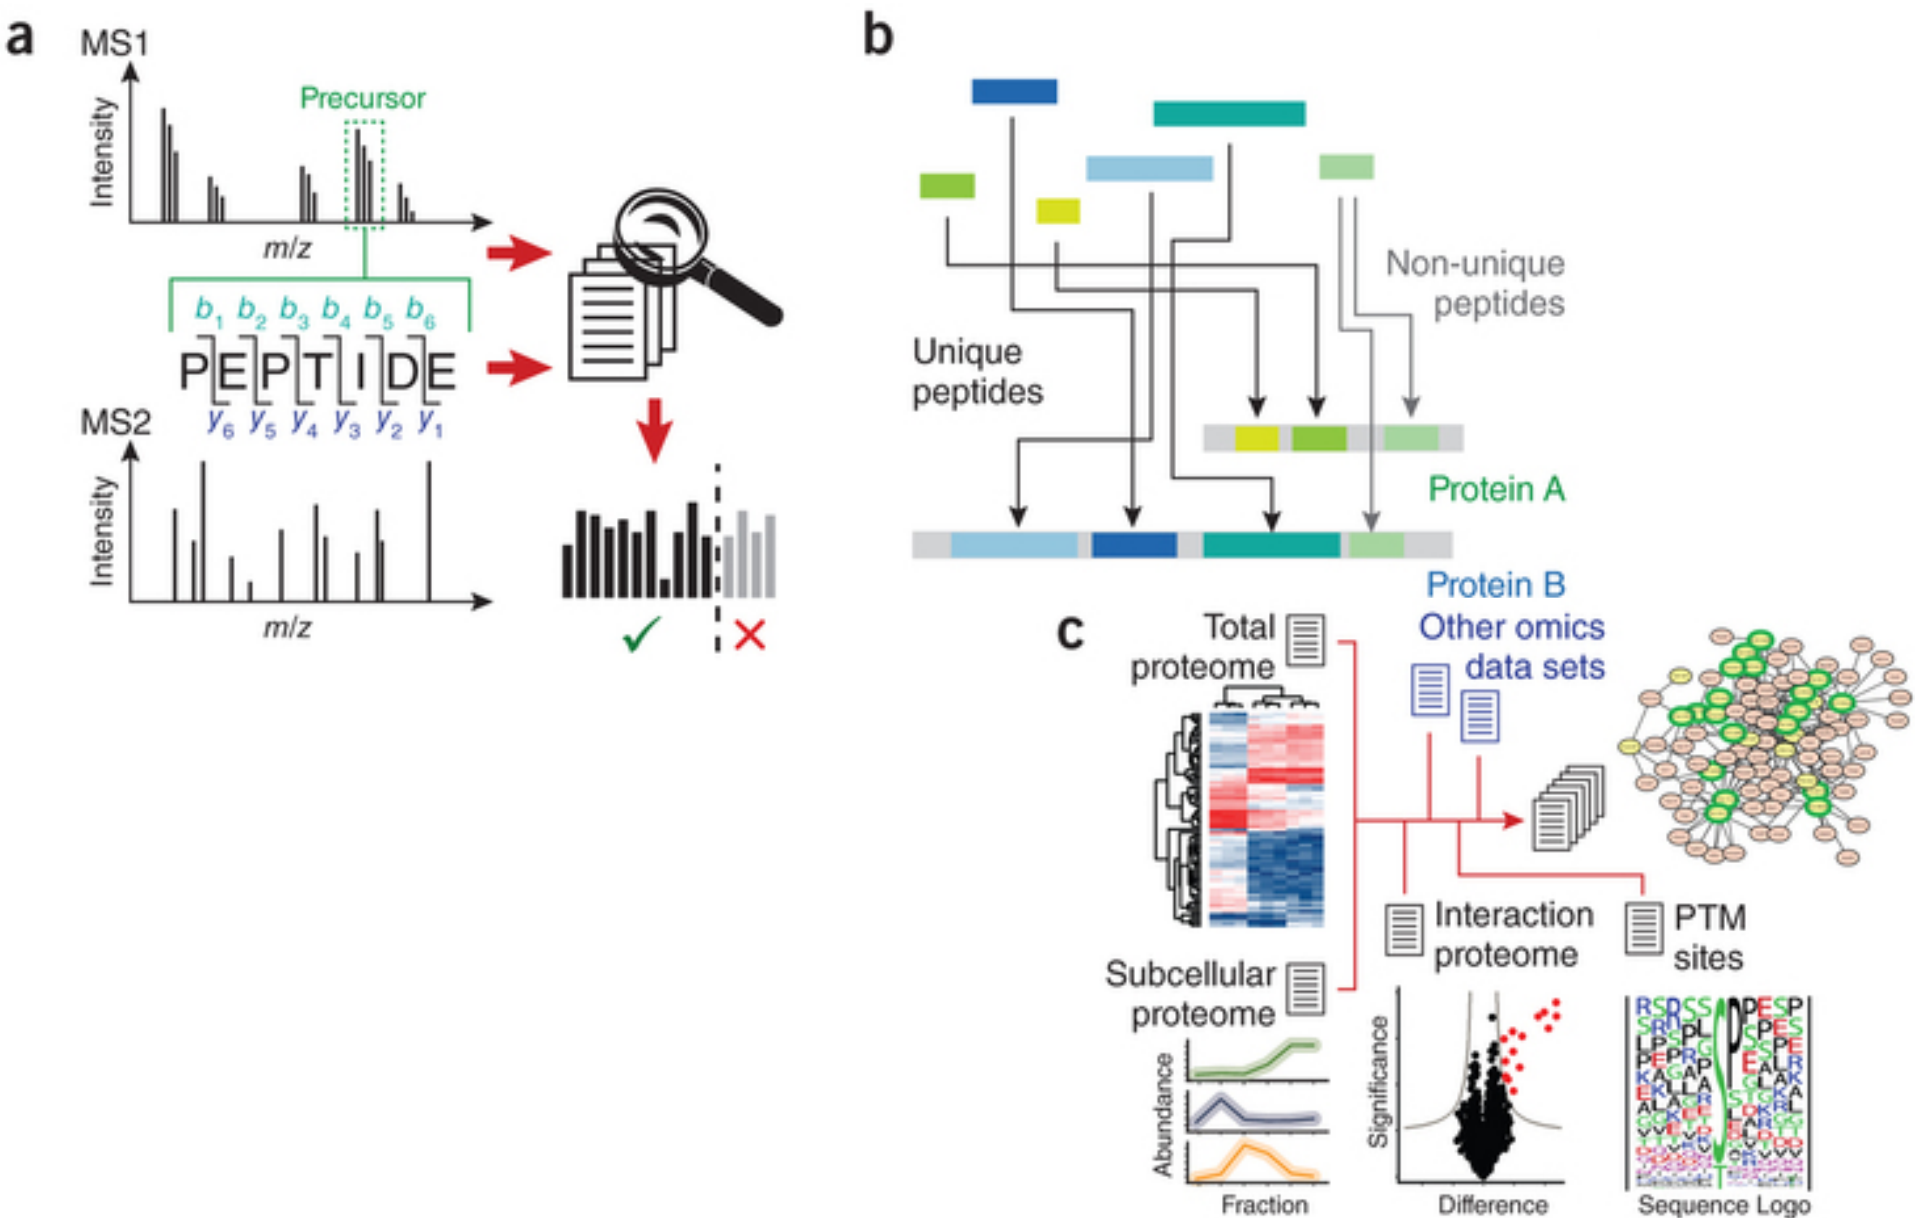 a
MS1
Intensity
Precursor
m/z
b1 b2 b3 b4 b5 b6
PEPTIDE
y6 y5 y4 y3 y2 y1
MS2
Intensity
m/z
b
Non-unique
peptides
Unique
peptides
Protein A
Protein B
c
Total
proteome
Other omics
data sets
Interaction
proteome
PTM
sites
Subcellular
proteome
Abundance
Fraction
Significance
Difference
Sequence Logo